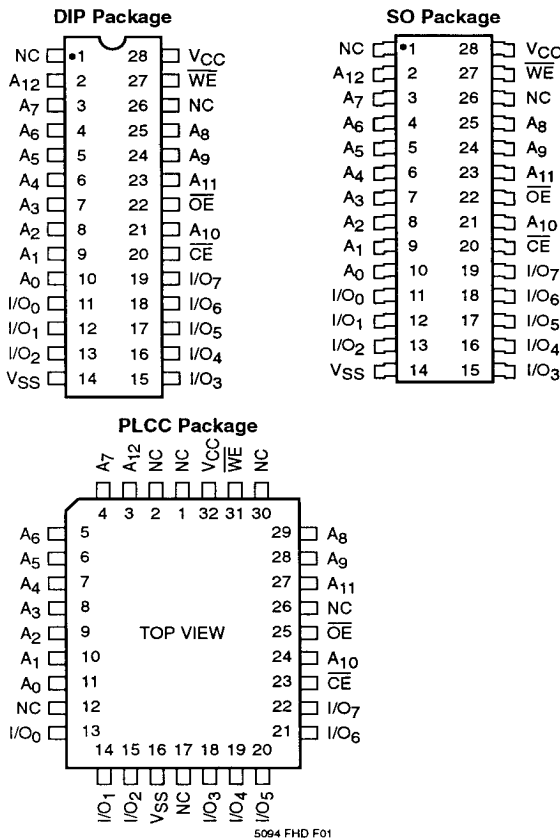 DIP Package
NC 1 28 VCC
A12 2 27 WE
A7 3 26 NC
A6 4 25 A8
A5 5 24 A9
A4 6 23 A11
A3 7 22 OE
A2 8 21 A10
A1 9 20 CE
A0 10 19 I/O7
I/O0 11 18 I/O6
I/O1 12 17 I/O5
I/O2 13 16 I/O4
VSS 14 15 I/O3
SO Package
NC 1 28 VCC
A12 2 27 WE
A7 3 26 NC
A6 4 25 A8
A5 5 24 A9
A4 6 23 A11
A3 7 22 OE
A2 8 21 A10
A1 9 20 CE
A0 10 19 I/O7
I/O0 11 18 I/O6
I/O1 12 17 I/O5
I/O2 13 16 I/O4
VSS 14 15 I/O3
PLCC Package
A7 A12 NC NC VCC WE NC
4 3 2 1 32 31 30
A6 5 29 A8
A5 6 28 A9
A4 7 27 A11
A3 8 26 NC
A2 9 TOP VIEW 25 OE
A1 10 24 A10
A0 11 23 CE
NC 12 22 I/O7
I/O0 13 21 I/O6
14 15 16 17 18 19 20
I/O1 I/O2 VSS NC I/O3 I/O4 I/O5
5094 FHD F01